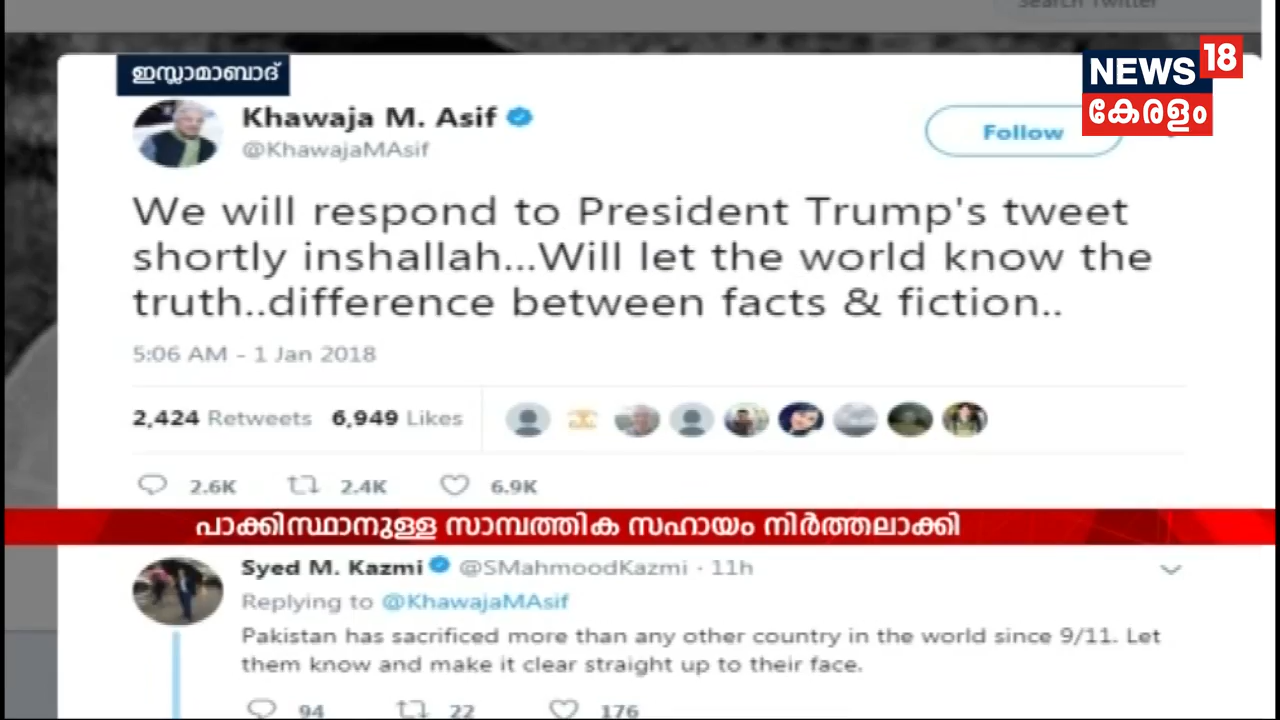 Search Twitter
ഇസ്ലാമാബാദ്
NEWS 18
കേരളം
Khawaja M. Asif
@KhawajaMAsif
Follow
We will respond to President Trump's tweet
shortly inshallah...Will let the world know the
truth..difference between facts & fiction..
5:06 AM - 1 Jan 2018
2,424 Retweets 6,949 Likes
2.6K 2.4K 6.9K
പാക്കിസ്ഥാനുള്ള സാമ്പത്തിക സഹായം നിർത്തലാക്കി
Syed M. Kazmi @SMahmoodKazmi · 11h
Replying to @KhawajaMAsif
Pakistan has sacrificed more than any other country in the world since 9/11. Let
them know and make it clear straight up to their face.
94 22 176